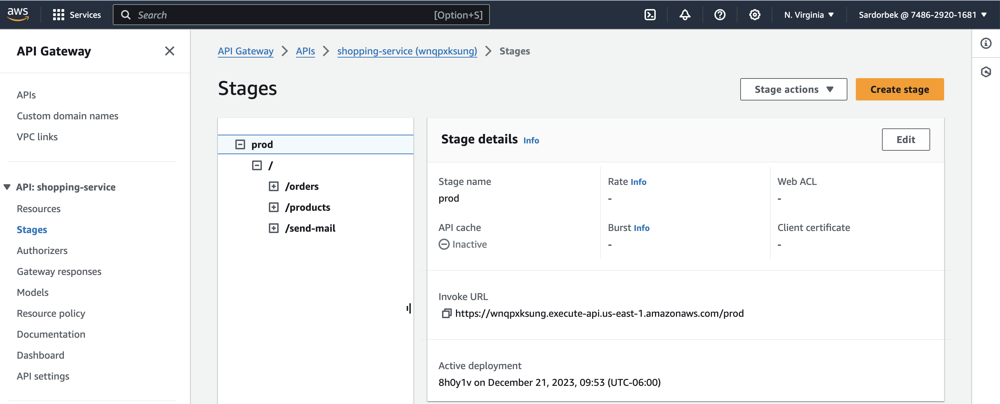 aws
Services
Search [Option+S]
N. Virginia
Sardorbek @ 7486-2920-1681
API Gateway
APIs
Custom domain names
VPC links
API: shopping-service
Resources
Stages
Authorizers
Gateway responses
Models
Resource policy
Documentation
Dashboard
API settings
API Gateway > APIs > shopping-service (wnqpxksung) > Stages
Stages
Stage actions
Create stage
prod
/
/orders
/products
/send-mail
Stage details Info
Edit
Stage name
prod
Rate Info
-
Web ACL
-
API cache
Inactive
Burst Info
-
Client certificate
-
Invoke URL
https://wnqpxksung.execute-api.us-east-1.amazonaws.com/prod
Active deployment
8h0y1v on December 21, 2023, 09:53 (UTC-06:00)